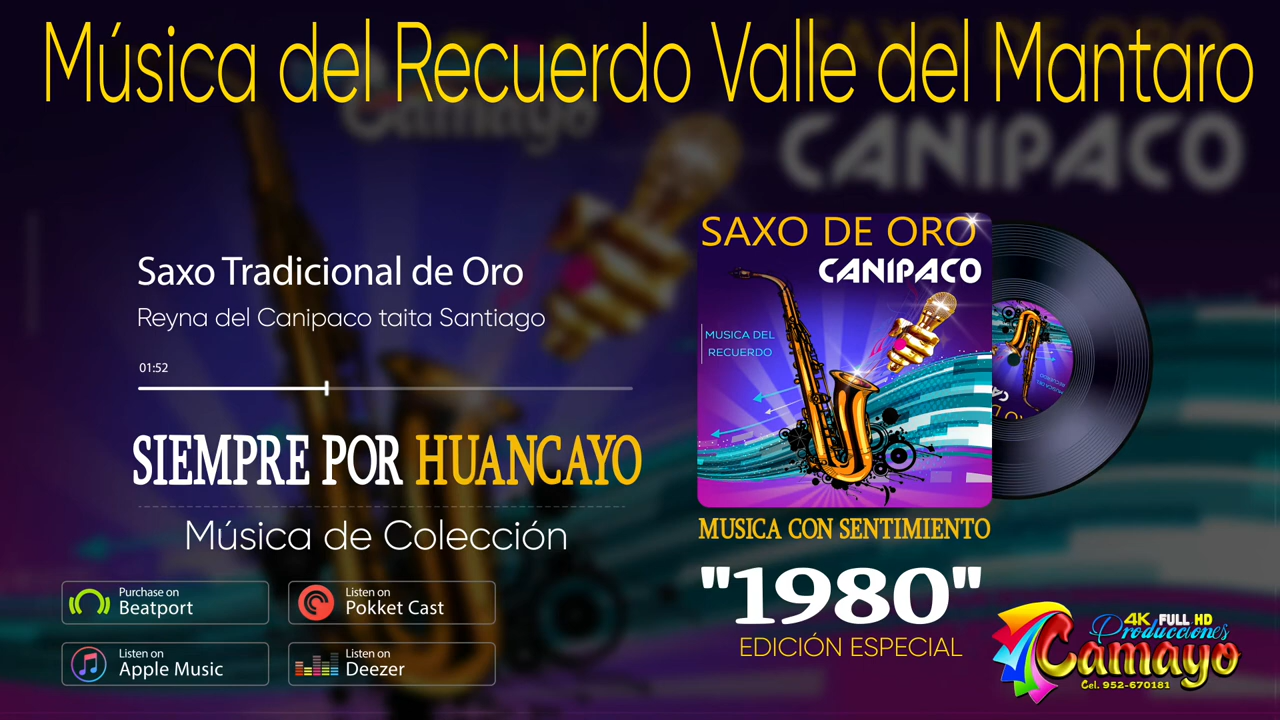 Música del Recuerdo Valle del Mantaro
Camayo
CANIPACO
Saxo Tradicional de Oro
Reyna del Canipaco taita Santiago
01:52
SIEMPRE POR HUANCAYO
Música de Colección
Purchase on
Beatport
Listen on
Pokket Cast
Listen on
Apple Music
Listen on
Deezer
SAXO DE ORO
CANIPACO
MUSICA DEL
RECUERDO
MUSICA CON SENTIMIENTO
"1980"
EDICIÓN ESPECIAL
4K FULL HD
Producciones
Camayo
Cel. 952-670181